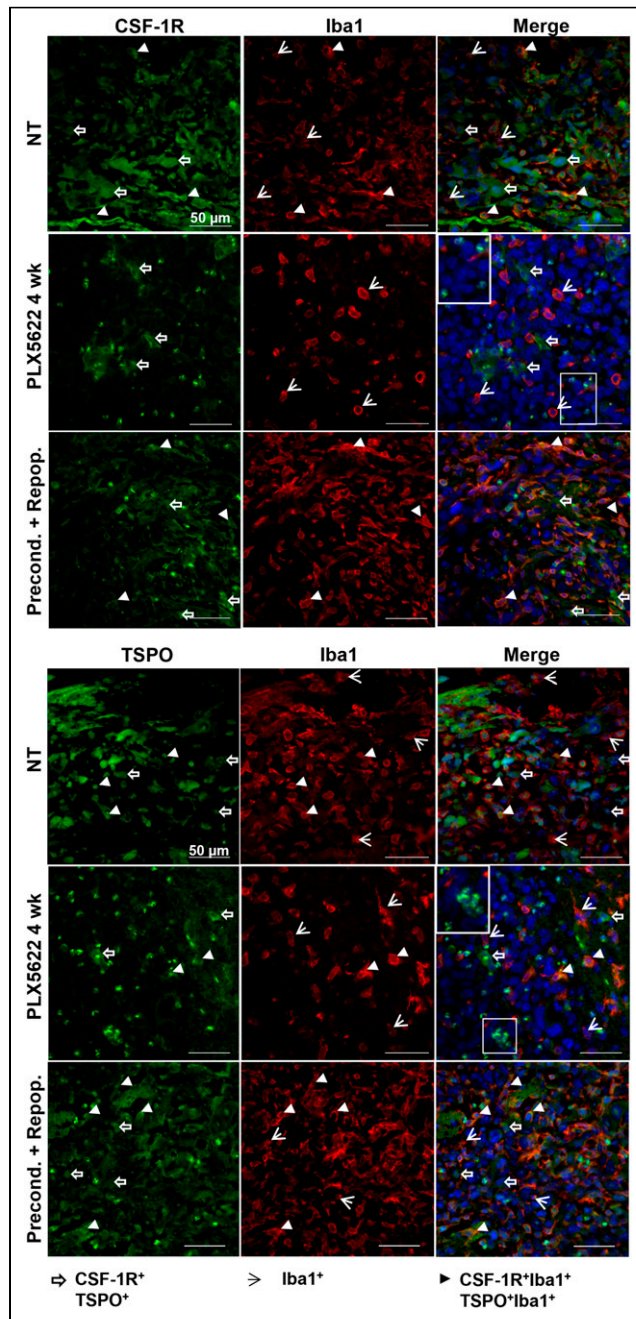 CSF-1R Iba1 Merge
NT
50 µm
PLX5622 4 wk
Precond. + Repop.
TSPO Iba1 Merge
NT
50 µm
PLX5622 4 wk
Precond. + Repop.
CSF-1R⁺ Iba1⁺ CSF-1R⁺Iba1⁺
TSPO⁺ TSPO⁺Iba1⁺